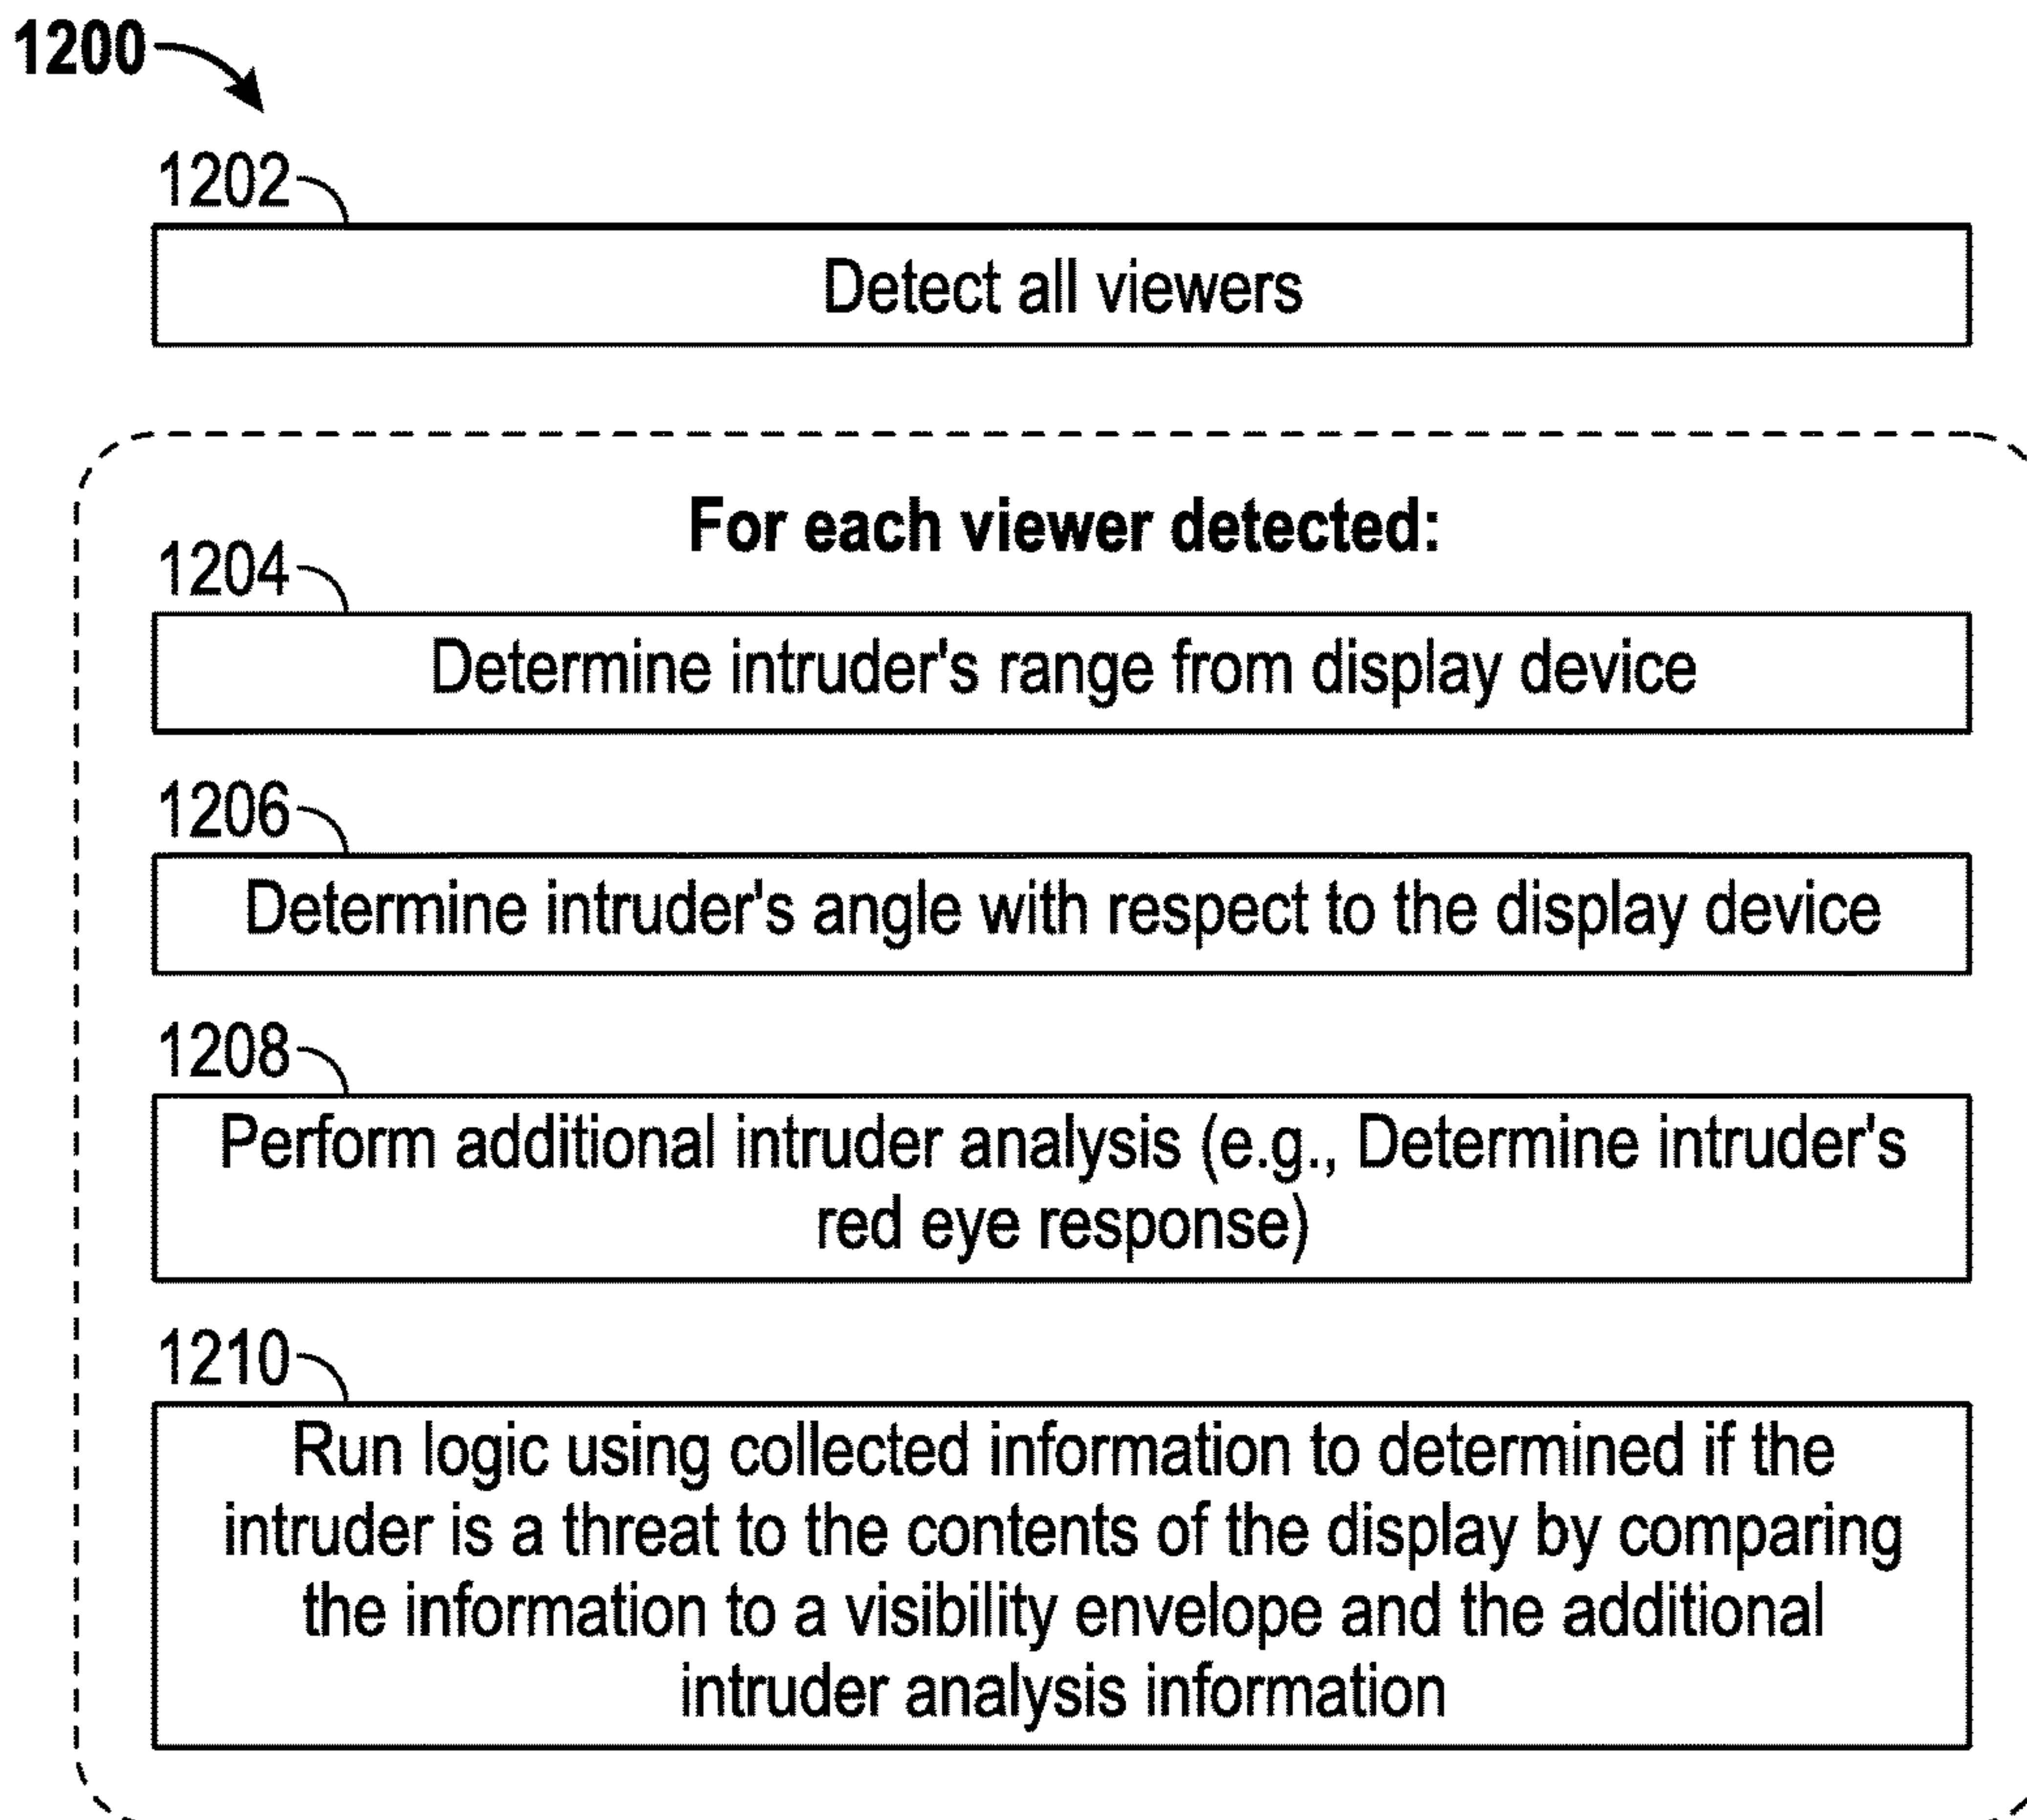 1200
1202
Detect all viewers
For each viewer detected:
1204
Determine intruder's range from display device
1206
Determine intruder's angle with respect to the display device
1208
Perform additional intruder analysis (e.g., Determine intruder's
red eye response)
1210
Run logic using collected information to determined if the
intruder is a threat to the contents of the display by comparing
the information to a visibility envelope and the additional
intruder analysis information